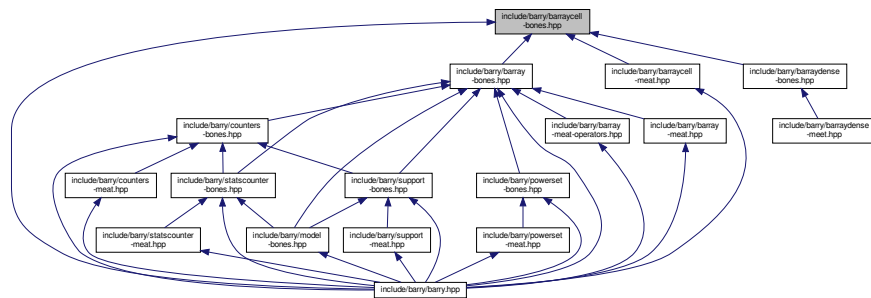 include/barry/barraycell
-bones.hpp
include/barry/barray
-bones.hpp
include/barry/barraycell
-meat.hpp
include/barry/barraydense
-bones.hpp
include/barry/counters
-bones.hpp
include/barry/barray
-meat-operators.hpp
include/barry/barray
-meat.hpp
include/barry/barraydense
-meet.hpp
include/barry/counters
-meat.hpp
include/barry/statscounter
-bones.hpp
include/barry/support
-bones.hpp
include/barry/powerset
-bones.hpp
include/barry/statscounter
-meat.hpp
include/barry/model
-bones.hpp
include/barry/support
-meat.hpp
include/barry/powerset
-meat.hpp
include/barry/barry.hpp